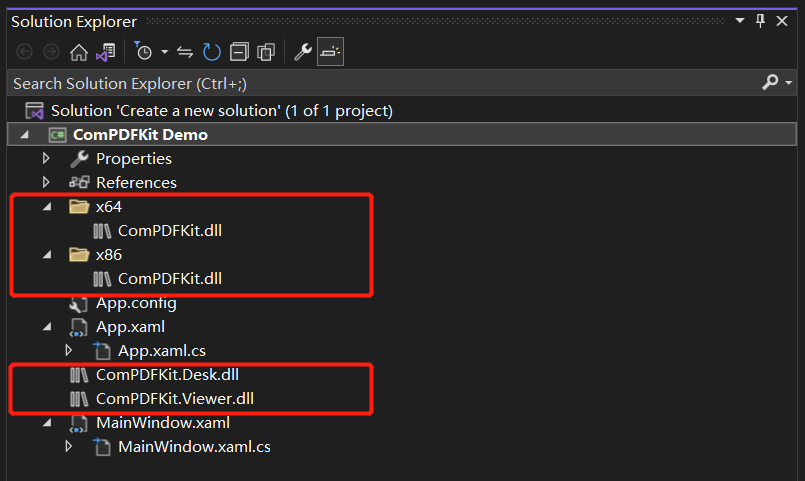 Solution Explorer
Search Solution Explorer (Ctrl+;)
Solution 'Create a new solution' (1 of 1 project)
C# ComPDFKit Demo
Properties
References
x64
ComPDFKit.dll
x86
ComPDFKit.dll
App.config
App.xaml
App.xaml.cs
ComPDFKit.Desk.dll
ComPDFKit.Viewer.dll
MainWindow.xaml
MainWindow.xaml.cs